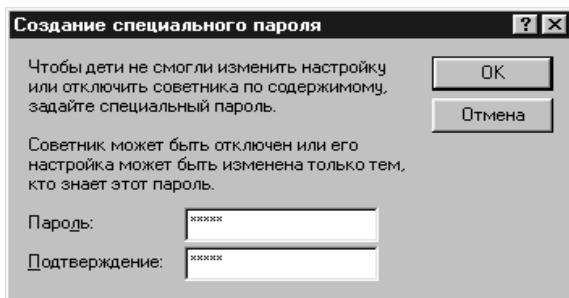 Создание специального пароля
? ×
Чтобы дети не смогли изменить настройку
или отключить советника по содержимому,
задайте специальный пароль.
OK
Отмена
Советник может быть отключен или его
настройка может быть изменена только тем,
кто знает этот пароль.
Пароль: *****
Подтверждение: *****